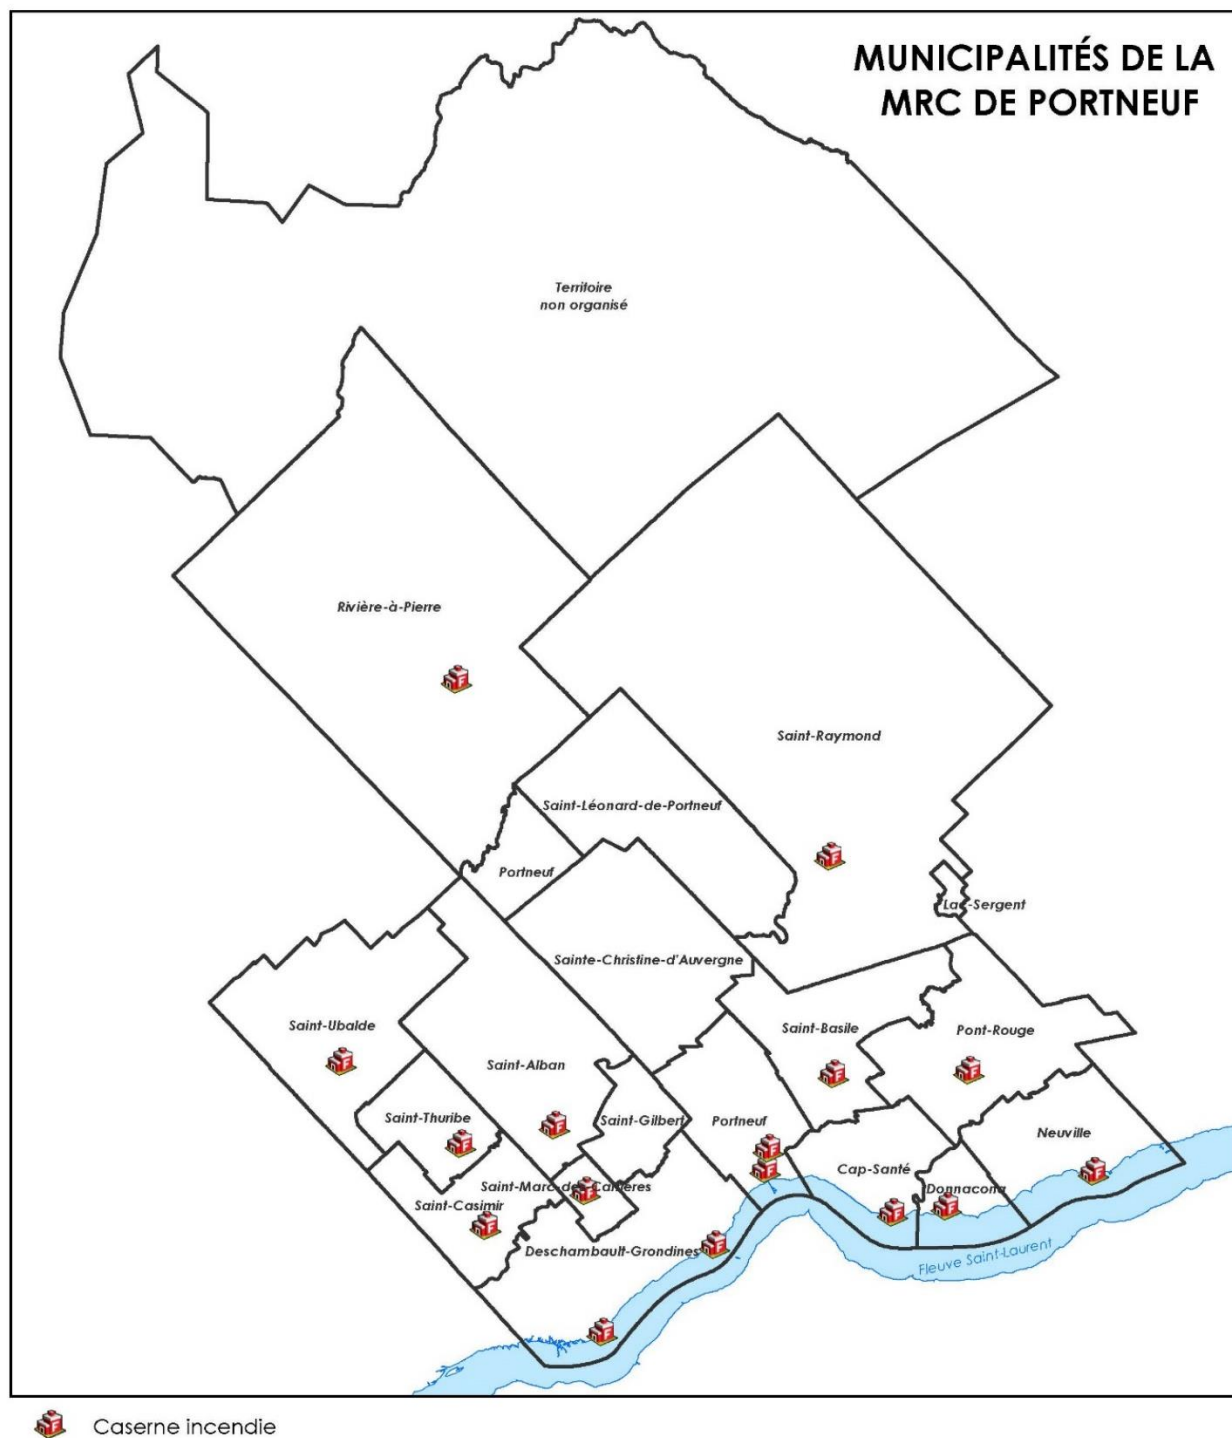 MUNICIPALITÉS DE LA
MRC DE PORTNEUF
Territoire
non organisé
Rivière-à-Pierre
Saint-Raymond
Saint-Léonard-de-Portneuf
Portneuf
Lac-Sergent
Sainte-Christine-d'Auvergne
Saint-Ubalde
Saint-Basile
Pont-Rouge
Saint-Alban
Saint-Thuribe
Saint-Gilbert
Portneuf
Neuville
Cap-Santé
Saint-Marc-des-Carrières
Donnacona
Saint-Casimir
Deschambault-Grondines
Fleuve Saint-Laurent
Caserne incendie